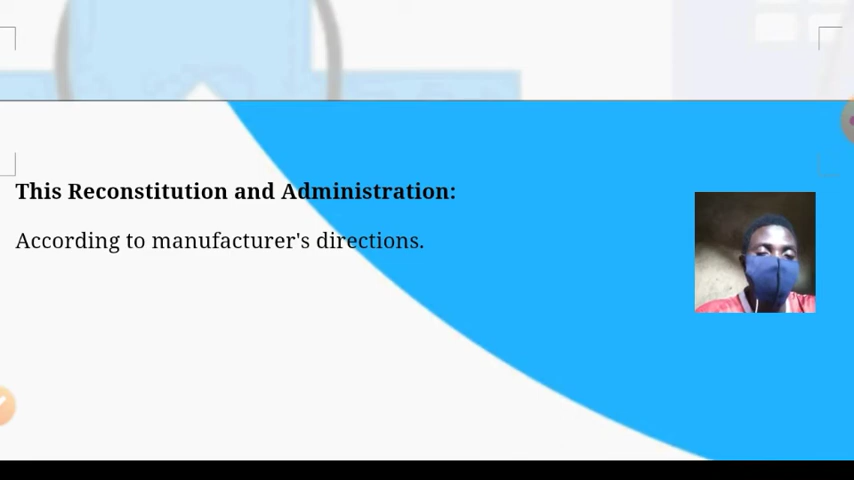 This Reconstitution and Administration:
According to manufacturer's directions.